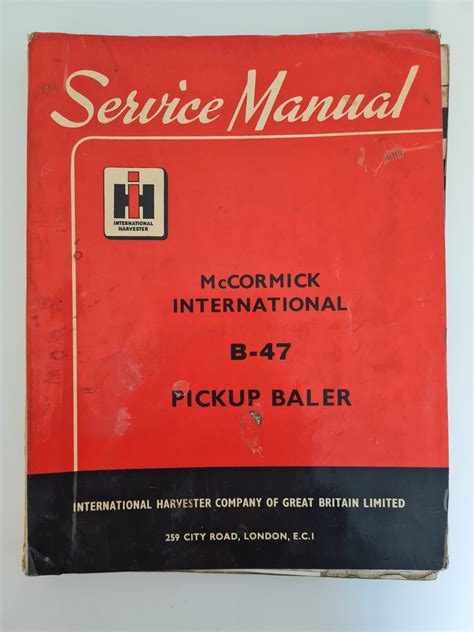 Service Manual
IH
INTERNATIONAL
HARVESTER
McCORMICK
INTERNATIONAL
B-47
PICKUP BALER
INTERNATIONAL HARVESTER COMPANY OF GREAT BRITAIN LIMITED
259 CITY ROAD, LONDON, E.C.1